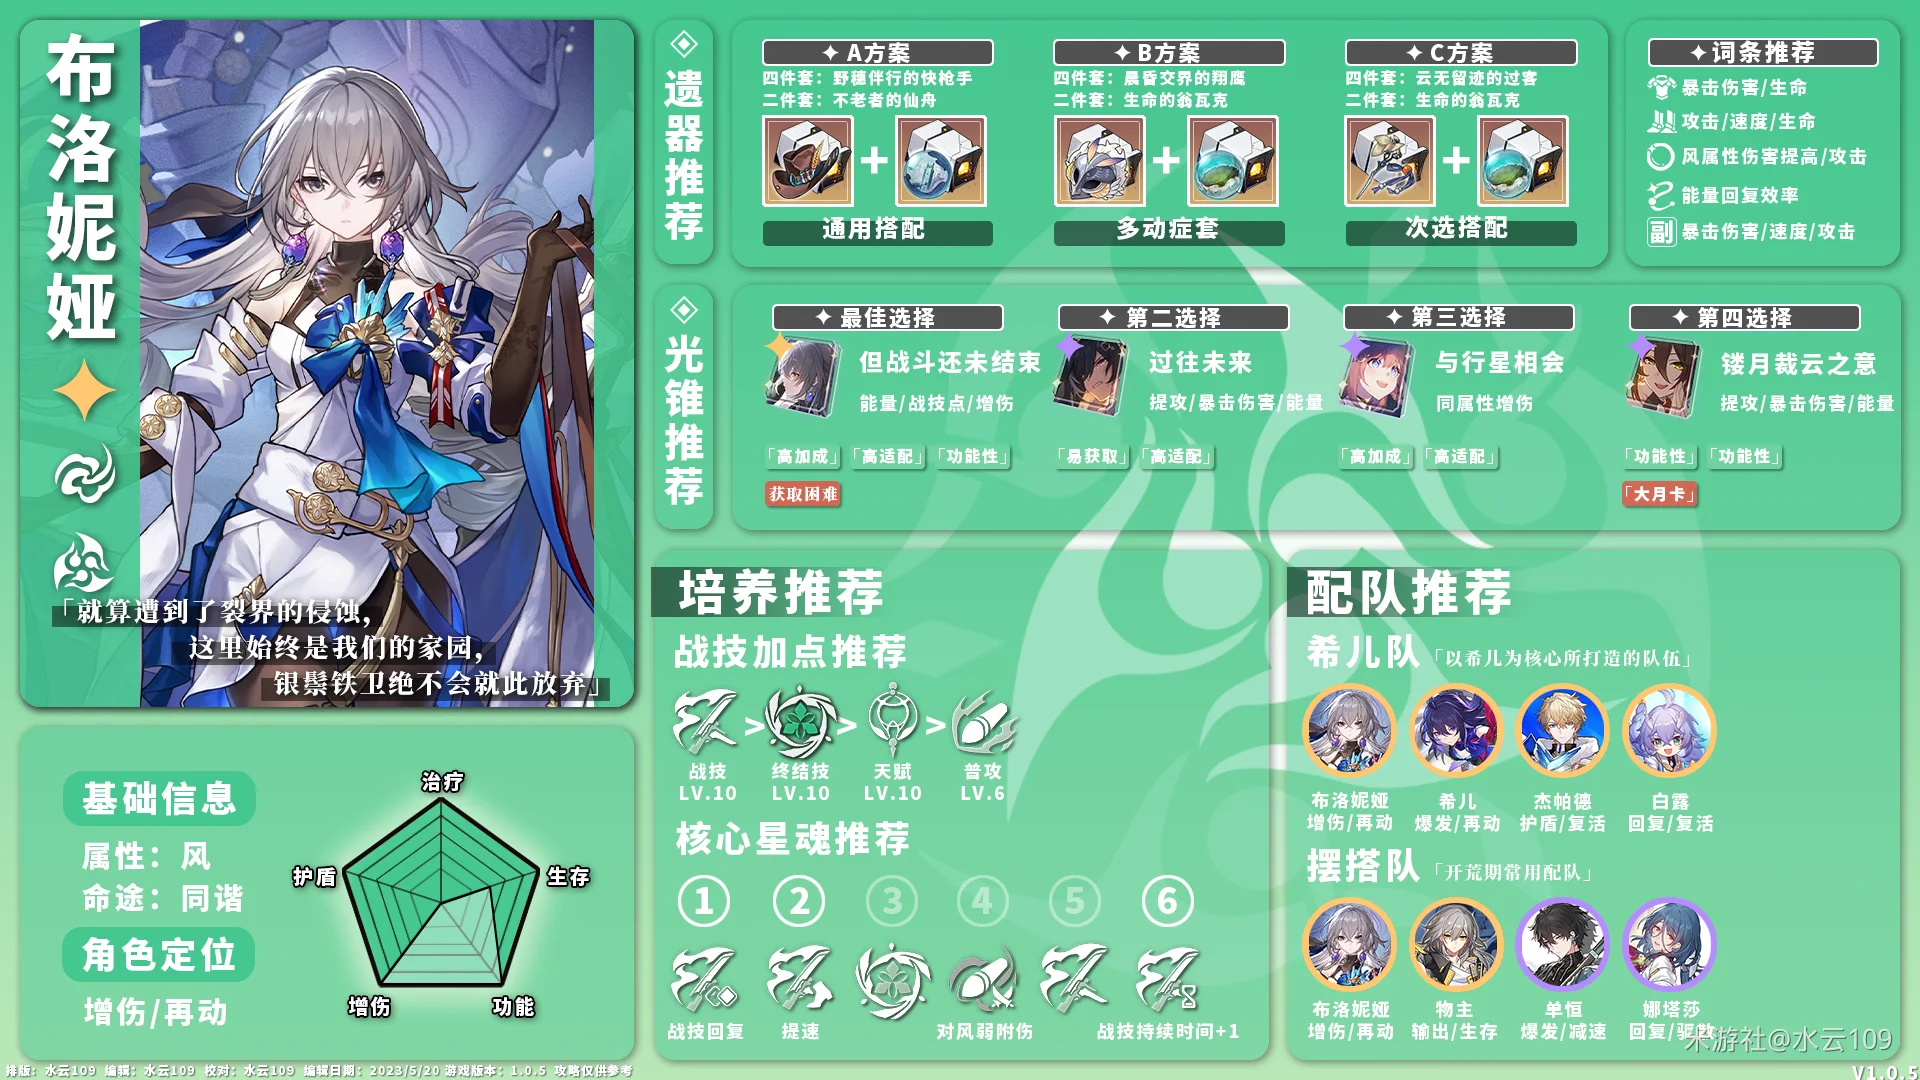 布洛妮娅
「就算遭到了裂界的侵蚀，
这里始终是我们的家园，
银鬃铁卫绝不会就此放弃」
基础信息
属性：风
命途：同谐
角色定位
增伤/再动
治疗
护盾
生存
增伤
功能
遗器推荐
✦A方案
四件套：野穗伴行的快枪手
二件套：不老者的仙舟
+
通用搭配
✦B方案
四件套：晨昏交界的翔鹰
二件套：生命的翁瓦克
+
多动症套
✦C方案
四件套：云无留迹的过客
二件套：生命的翁瓦克
+
次选搭配
✦词条推荐
暴击伤害/生命
攻击/速度/生命
风属性伤害提高/攻击
能量回复效率
副 暴击伤害/速度/攻击
光锥推荐
✦最佳选择
但战斗还未结束
能量/战技点/增伤
「高加成」「高适配」「功能性」
获取困难
✦第二选择
过往未来
提攻/暴击伤害/能量
「易获取」「高适配」
✦第三选择
与行星相会
同属性增伤
「高加成」「高适配」
✦第四选择
镂月裁云之意
提攻/暴击伤害/能量
「功能性」「功能性」
「大月卡」
培养推荐
战技加点推荐
> > >
战技 终结技 天赋 普攻
LV.10 LV.10 LV.10 LV.6
核心星魂推荐
1 2 3 4 5 6
战技回复 提速 对风弱附伤 战技持续时间+1
配队推荐
希儿队「以希儿为核心所打造的队伍」
布洛妮娅 希儿 杰帕德 白露
增伤/再动 爆发/再动 护盾/复活 回复/复活
摆搭队「开荒期常用配队」
布洛妮娅 物主 单恒 娜塔莎
增伤/再动 输出/生存 爆发/减速 回复/驱散
米游社@水云109
排版：水云109 编辑：水云109 校对：水云109 编辑日期：2023/5/20 游戏版本：1.0.5 攻略仅供参考
V1.0.5